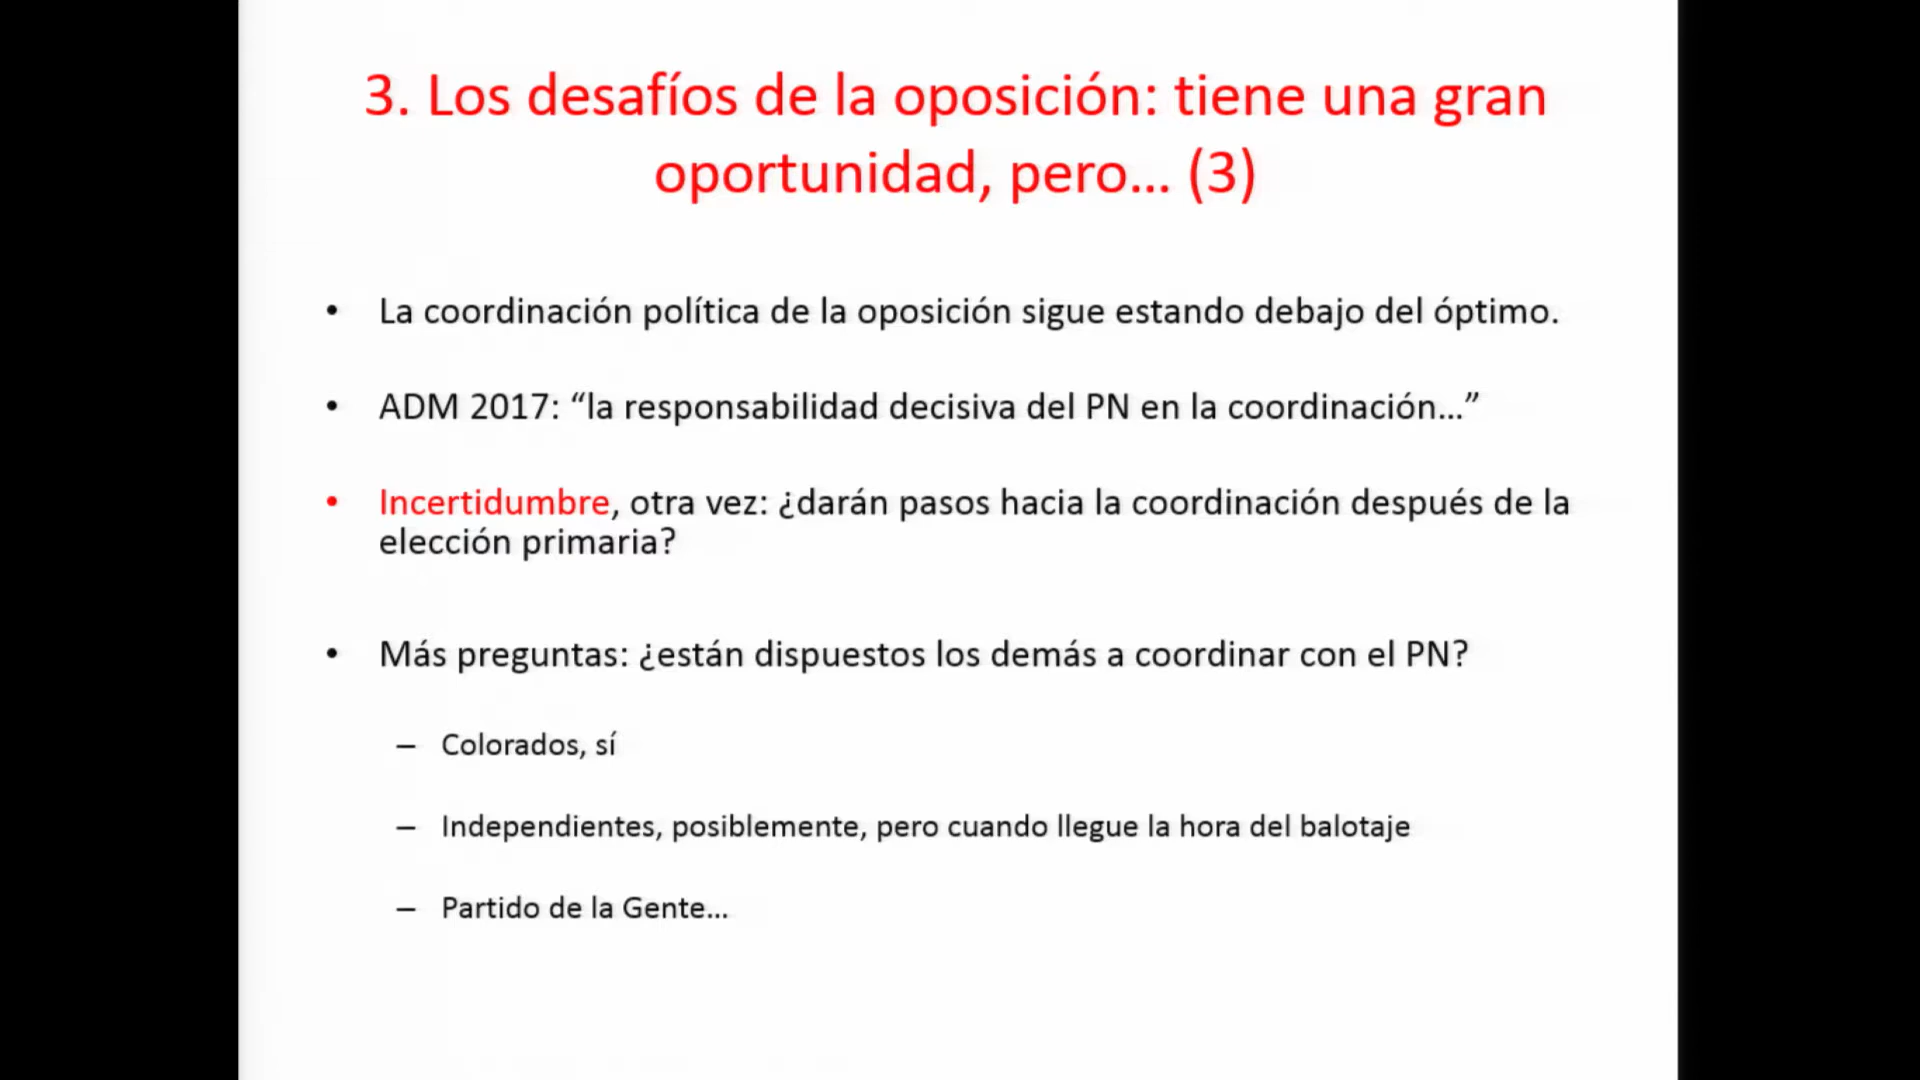 3. Los desafíos de la oposición: tiene una gran
oportunidad, pero... (3)
• La coordinación política de la oposición sigue estando debajo del óptimo.
• ADM 2017: “la responsabilidad decisiva del PN en la coordinación...”
• Incertidumbre, otra vez: ¿darán pasos hacia la coordinación después de la
elección primaria?
• Más preguntas: ¿están dispuestos los demás a coordinar con el PN?
– Colorados, sí
– Independientes, posiblemente, pero cuando llegue la hora del balotaje
– Partido de la Gente...